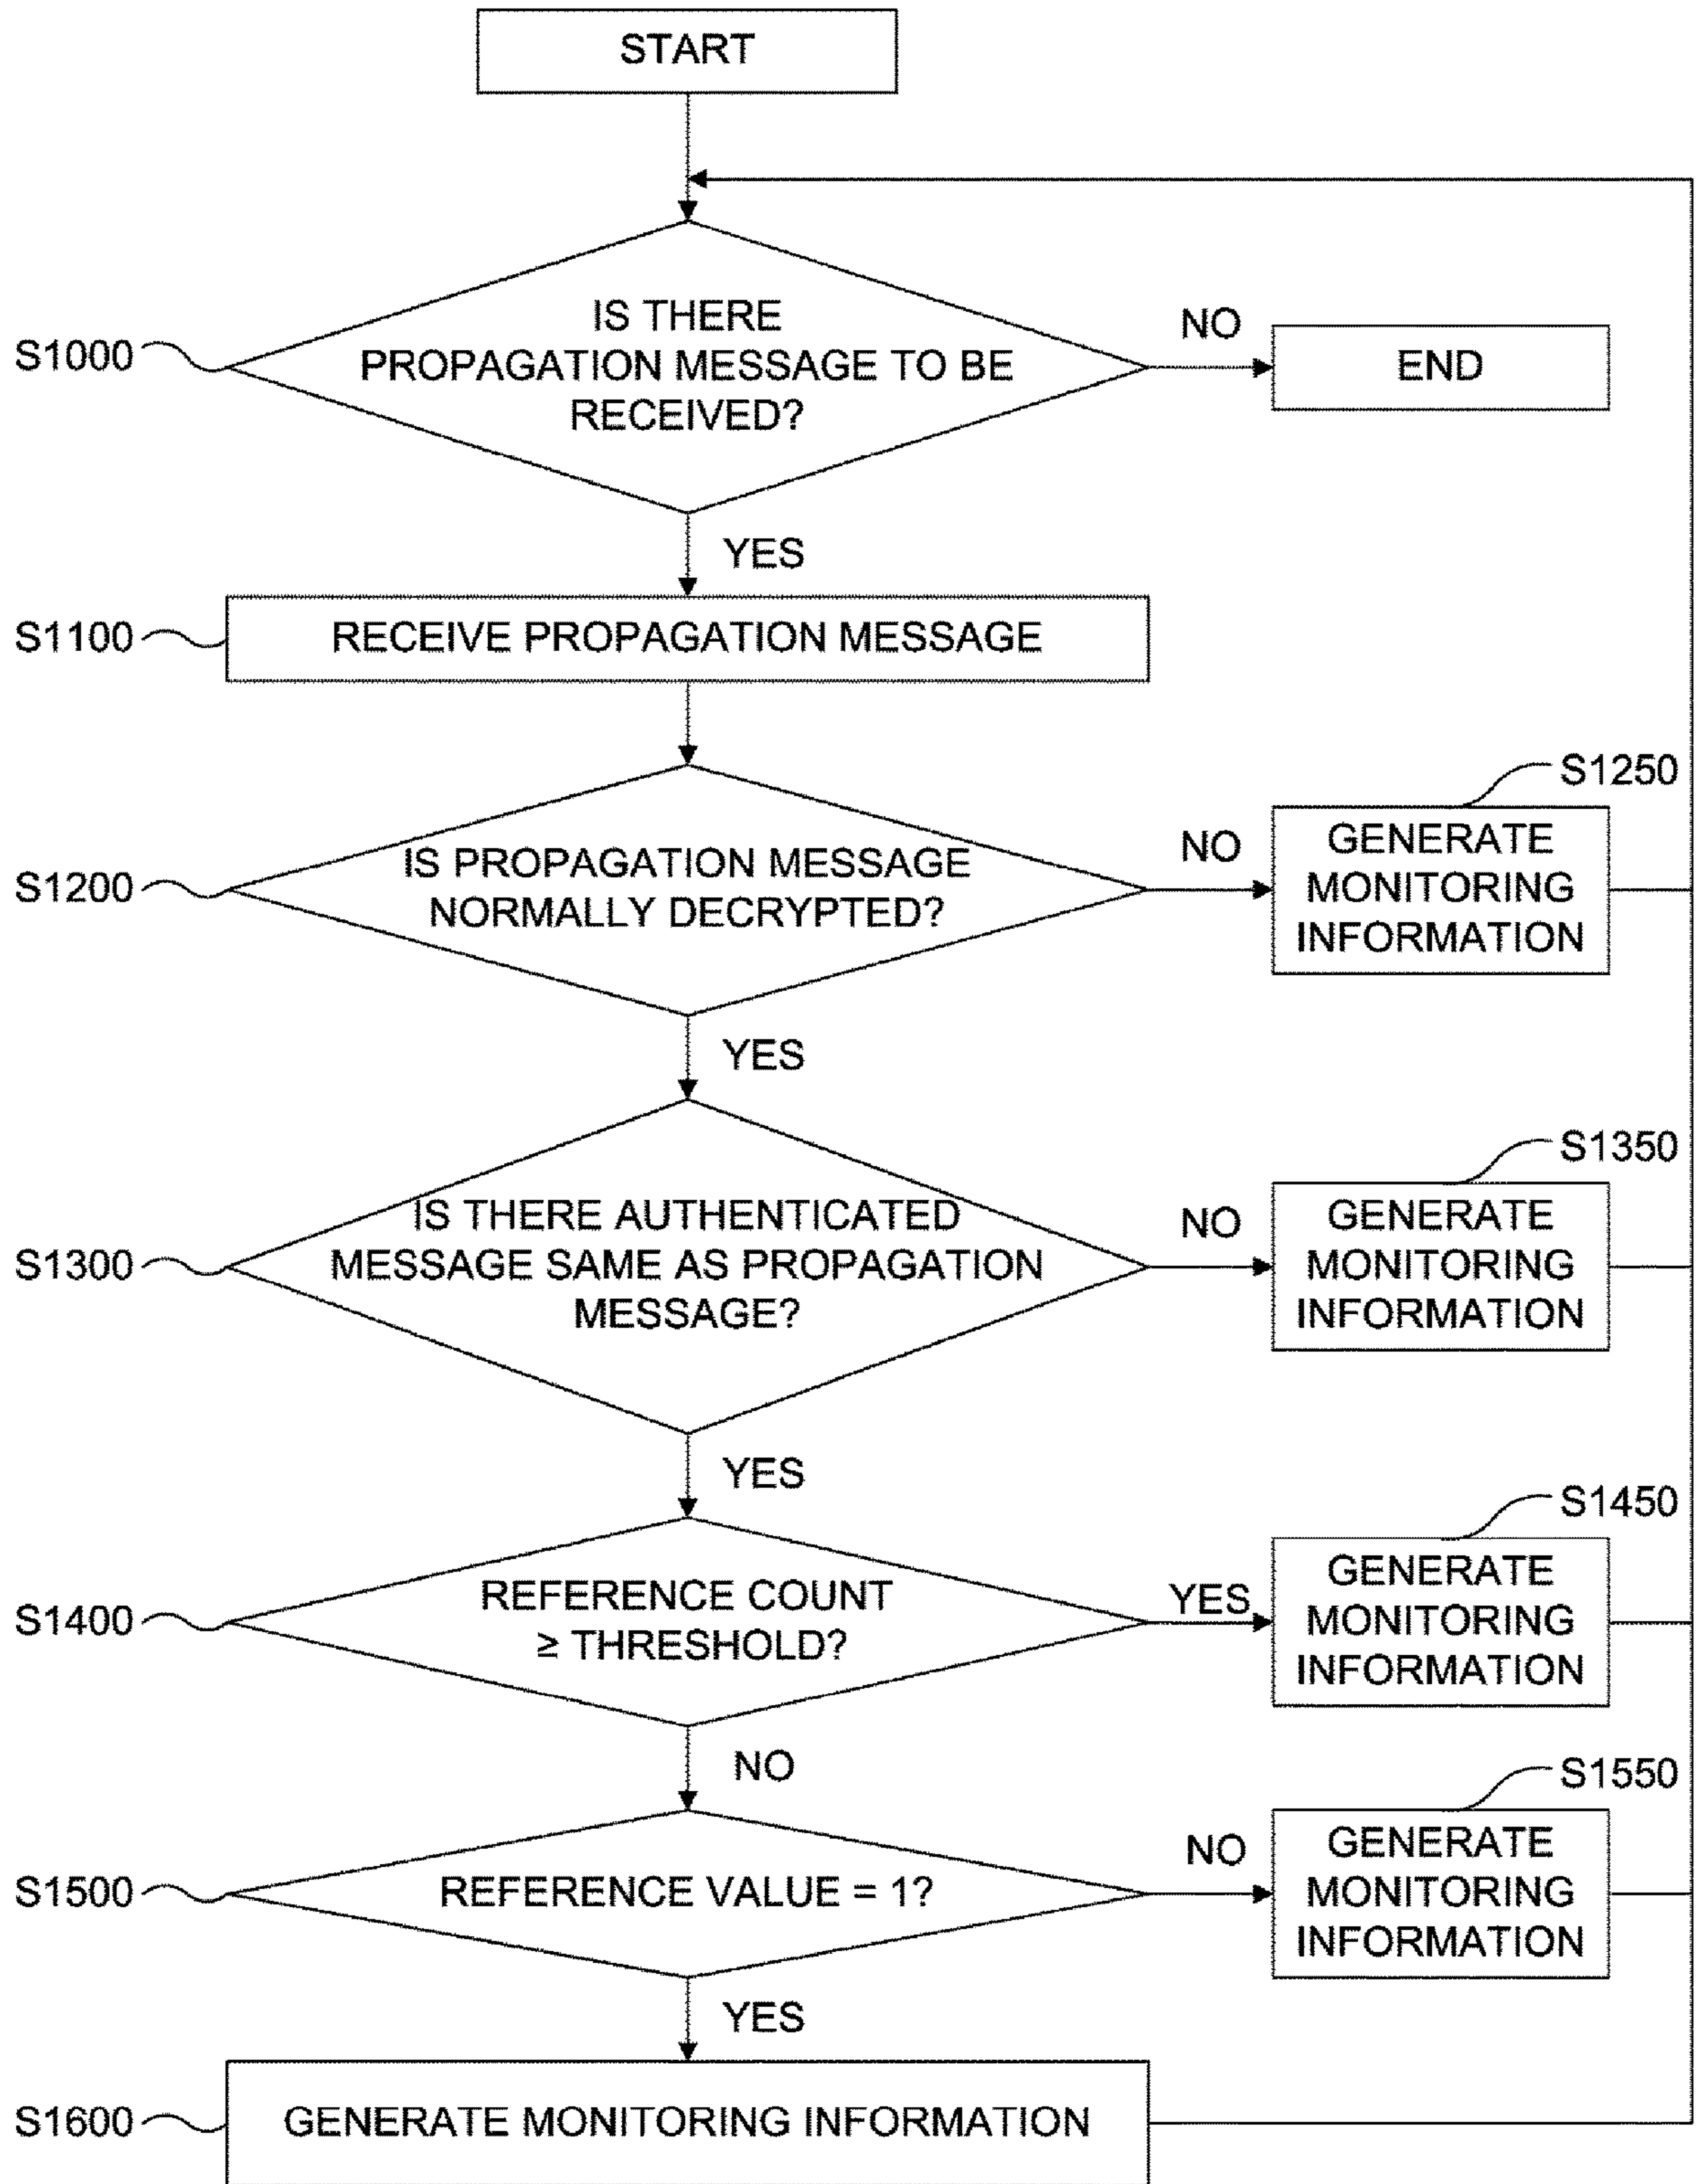 START
S1000
IS THERE
PROPAGATION MESSAGE TO BE
RECEIVED?
NO
END
YES
S1100
RECEIVE PROPAGATION MESSAGE
S1200
IS PROPAGATION MESSAGE
NORMALLY DECRYPTED?
NO
S1250
GENERATE
MONITORING
INFORMATION
YES
S1300
IS THERE AUTHENTICATED
MESSAGE SAME AS PROPAGATION
MESSAGE?
NO
S1350
GENERATE
MONITORING
INFORMATION
YES
S1400
REFERENCE COUNT
≥ THRESHOLD?
YES
S1450
GENERATE
MONITORING
INFORMATION
NO
S1500
REFERENCE VALUE = 1?
NO
S1550
GENERATE
MONITORING
INFORMATION
YES
S1600
GENERATE MONITORING INFORMATION